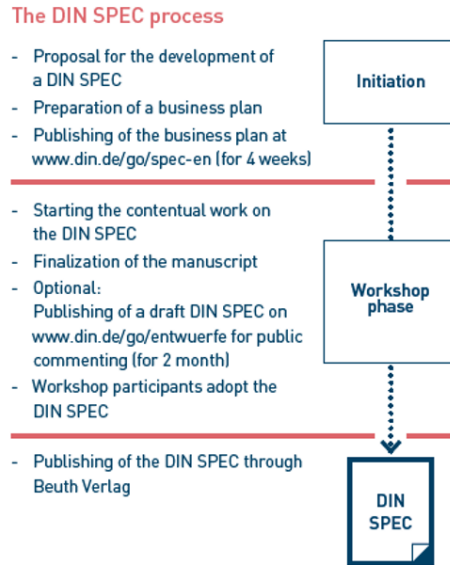 The DIN SPEC process
- Proposal for the development of
a DIN SPEC
- Preparation of a business plan
- Publishing of the business plan at
www.din.de/go/spec-en (for 4 weeks)
Initiation
- Starting the contentual work on
the DIN SPEC
- Finalization of the manuscript
- Optional:
Publishing of a draft DIN SPEC on
www.din.de/go/entwuerfe for public
commenting (for 2 month)
- Workshop participants adopt the
DIN SPEC
Workshop
phase
- Publishing of the DIN SPEC through
Beuth Verlag
DIN
SPEC